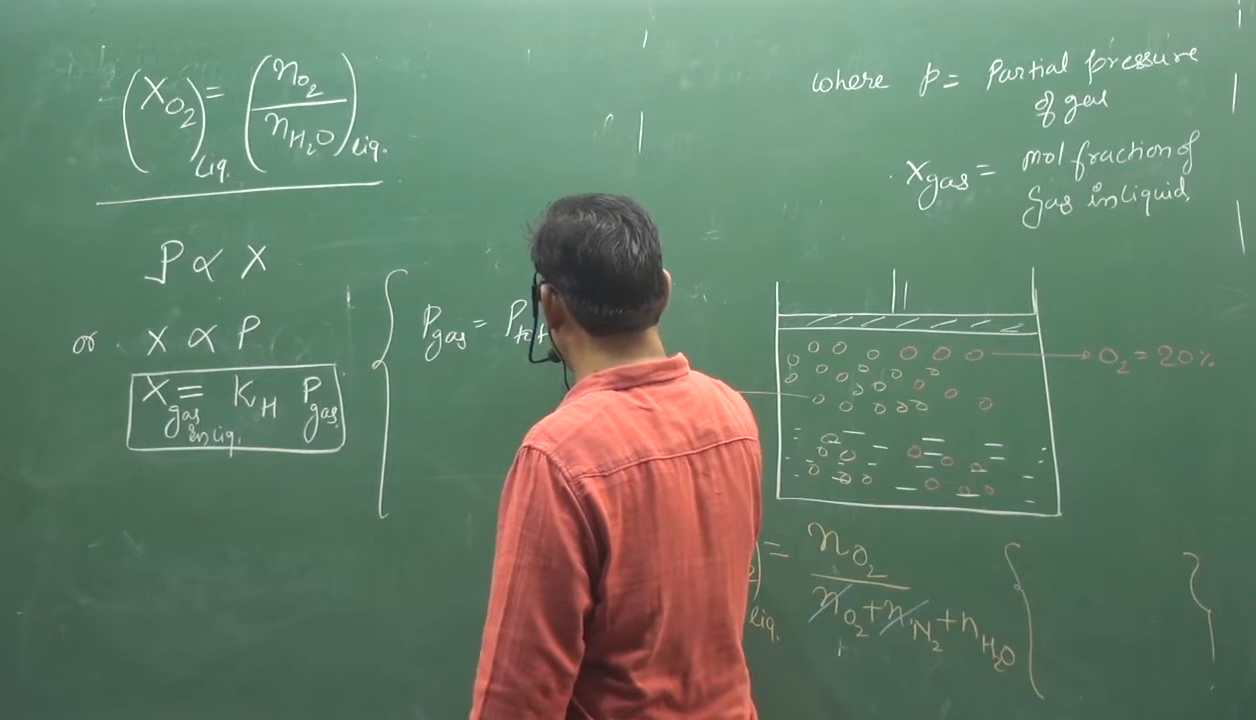 (X_O₂)_Liq. = (n_O₂ / n_H₂O)_Liq.
P ∝ X
or X ∝ P
X_gas in liq. = K_H P_gas
P_gas = P_tot
where p = Partial pressure
of gas
X_gas = mol fraction of
gas in liquid.
O₂ = 20%
)_liq. = n_O₂ / (n_O₂ + n_N₂ + n_H₂O)